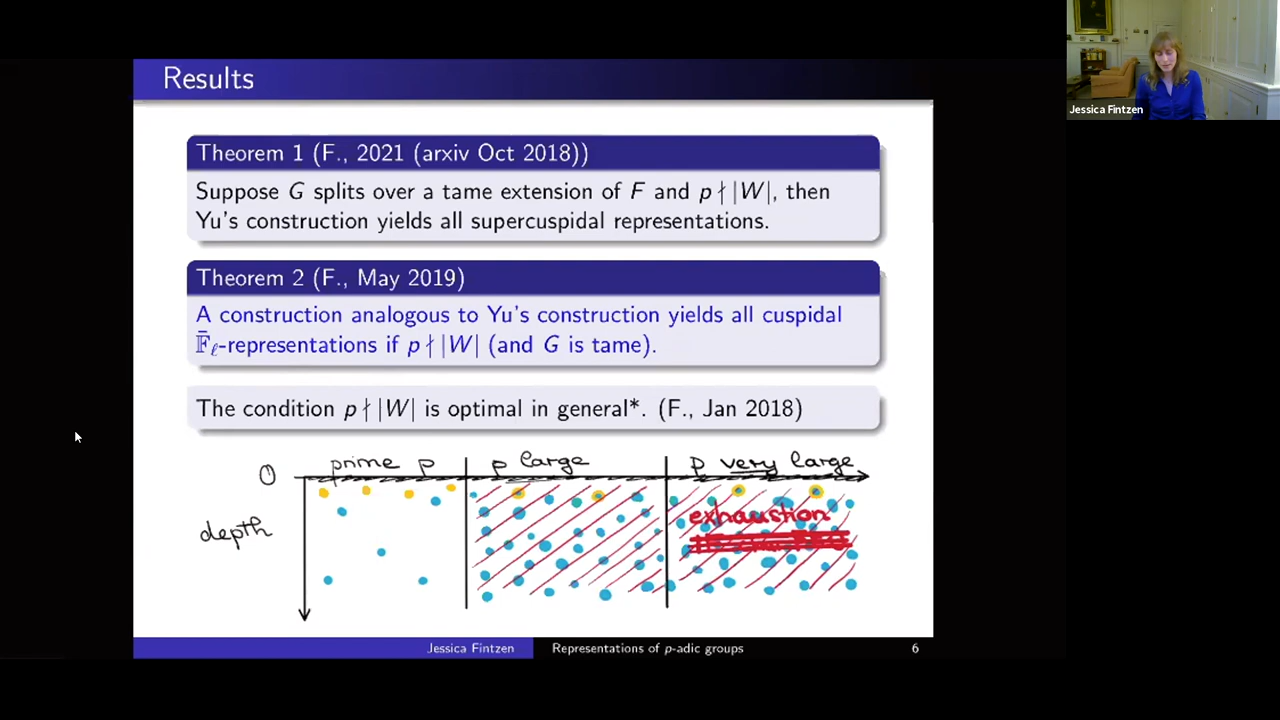 Results
Theorem 1 (F., 2021 (arxiv Oct 2018))
Suppose G splits over a tame extension of F and p ∤ |W|, then
Yu's construction yields all supercuspidal representations.
Theorem 2 (F., May 2019)
A construction analogous to Yu's construction yields all cuspidal
F̄ℓ-representations if p ∤ |W| (and G is tame).
The condition p ∤ |W| is optimal in general*. (F., Jan 2018)
0 prime p p large p very large
depth exhaustion
Jessica Fintzen Representations of p-adic groups 6
Jessica Fintzen